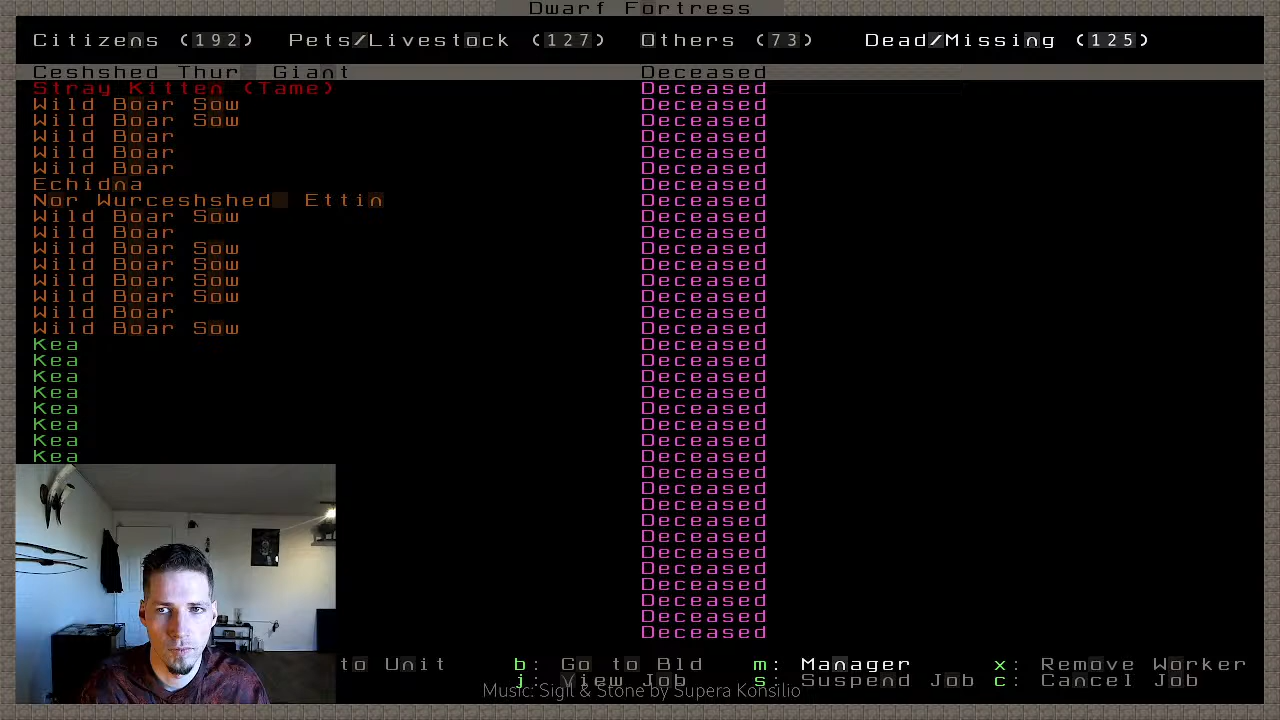 Dwarf Fortress
Citizens (192) Pets/Livestock (127) Others (73) Dead/Missing (125)
Ceshshed Thur Giant Deceased
Stray Kitten (Tame) Deceased
Wild Boar Sow Deceased
Wild Boar Sow Deceased
Wild Boar Deceased
Wild Boar Deceased
Wild Boar Deceased
Echidna Deceased
Nor Wurceshshed Ettin Deceased
Wild Boar Sow Deceased
Wild Boar Deceased
Wild Boar Sow Deceased
Wild Boar Sow Deceased
Wild Boar Sow Deceased
Wild Boar Sow Deceased
Wild Boar Deceased
Wild Boar Sow Deceased
Kea Deceased
Kea Deceased
Kea Deceased
Kea Deceased
Kea Deceased
Kea Deceased
Kea Deceased
Kea Deceased
Deceased
Deceased
Deceased
Deceased
Deceased
Deceased
Deceased
Deceased
Deceased
Deceased
Deceased
to Unit b: Go to Bld m: Manager x: Remove Worker
j: View Job s: Suspend Job c: Cancel Job
Music: Sigil & Stone by Supera Konsilio